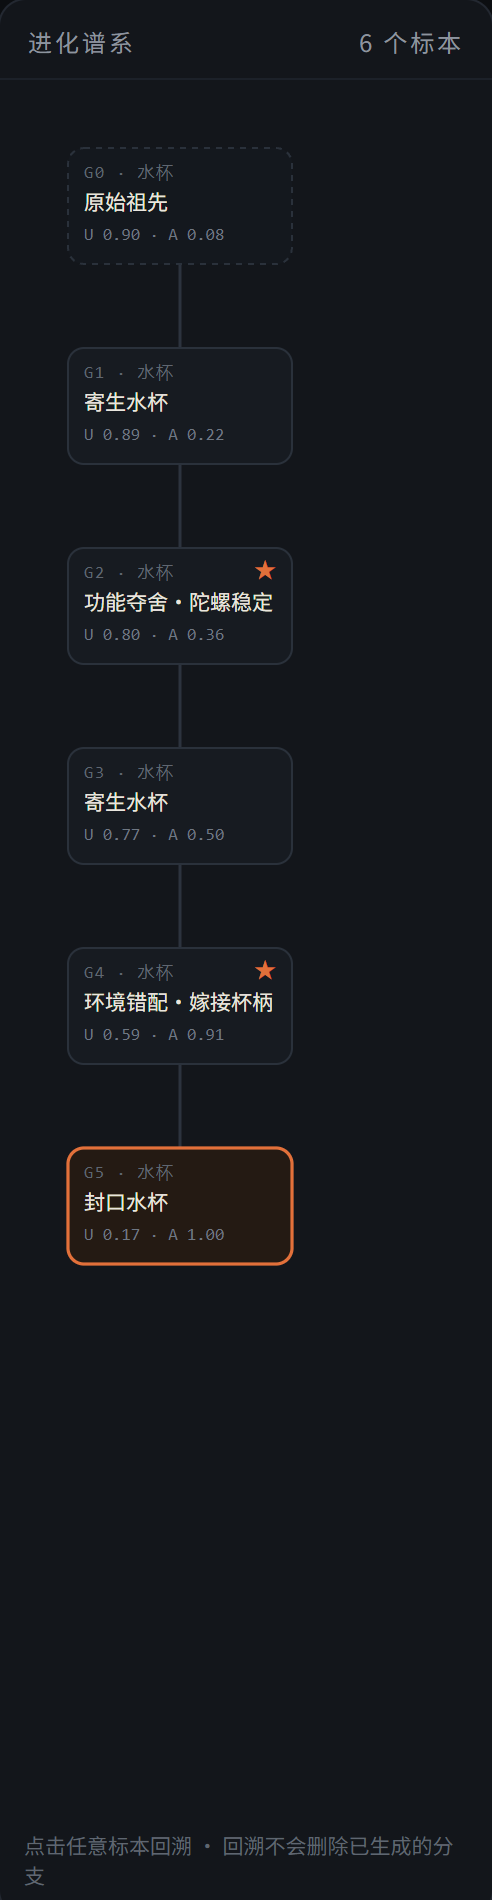 进化谱系
6 个标本
G0 · 水杯
原始祖先
U 0.90 · A 0.08
G1 · 水杯
寄生水杯
U 0.89 · A 0.22
G2 · 水杯 ★
功能夺舍·陀螺稳定
U 0.80 · A 0.36
G3 · 水杯
寄生水杯
U 0.77 · A 0.50
G4 · 水杯 ★
环境错配·嫁接杯柄
U 0.59 · A 0.91
G5 · 水杯
封口水杯
U 0.17 · A 1.00
点击任意标本回溯 · 回溯不会删除已生成的分
支